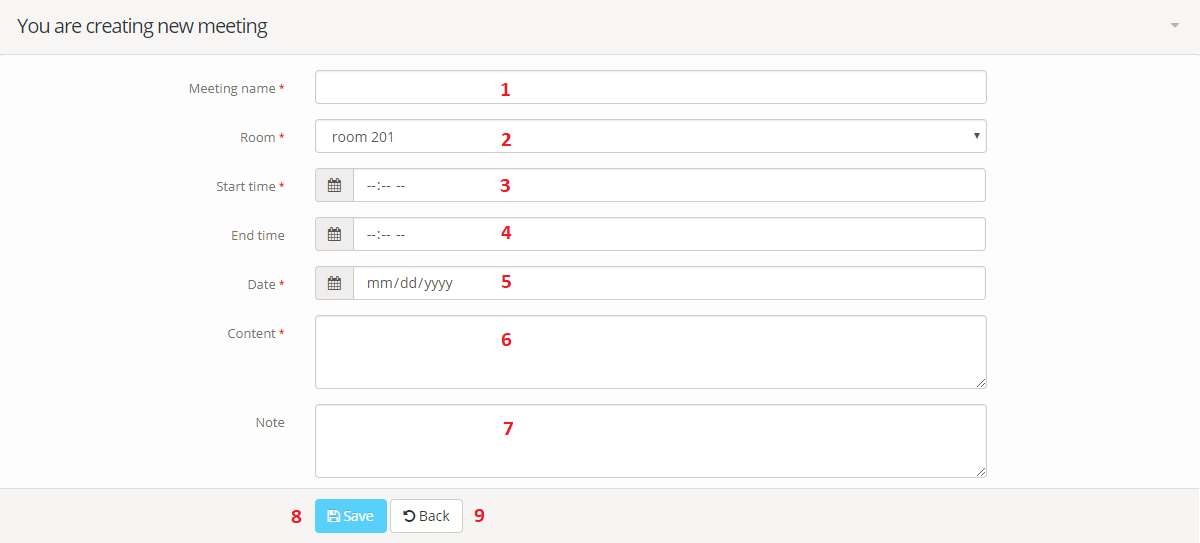 You are creating new meeting
Meeting name * 1
Room * room 201 2
Start time * --:-- -- 3
End time --:-- -- 4
Date * mm/dd/yyyy 5
Content * 6
Note 7
8 Save Back 9